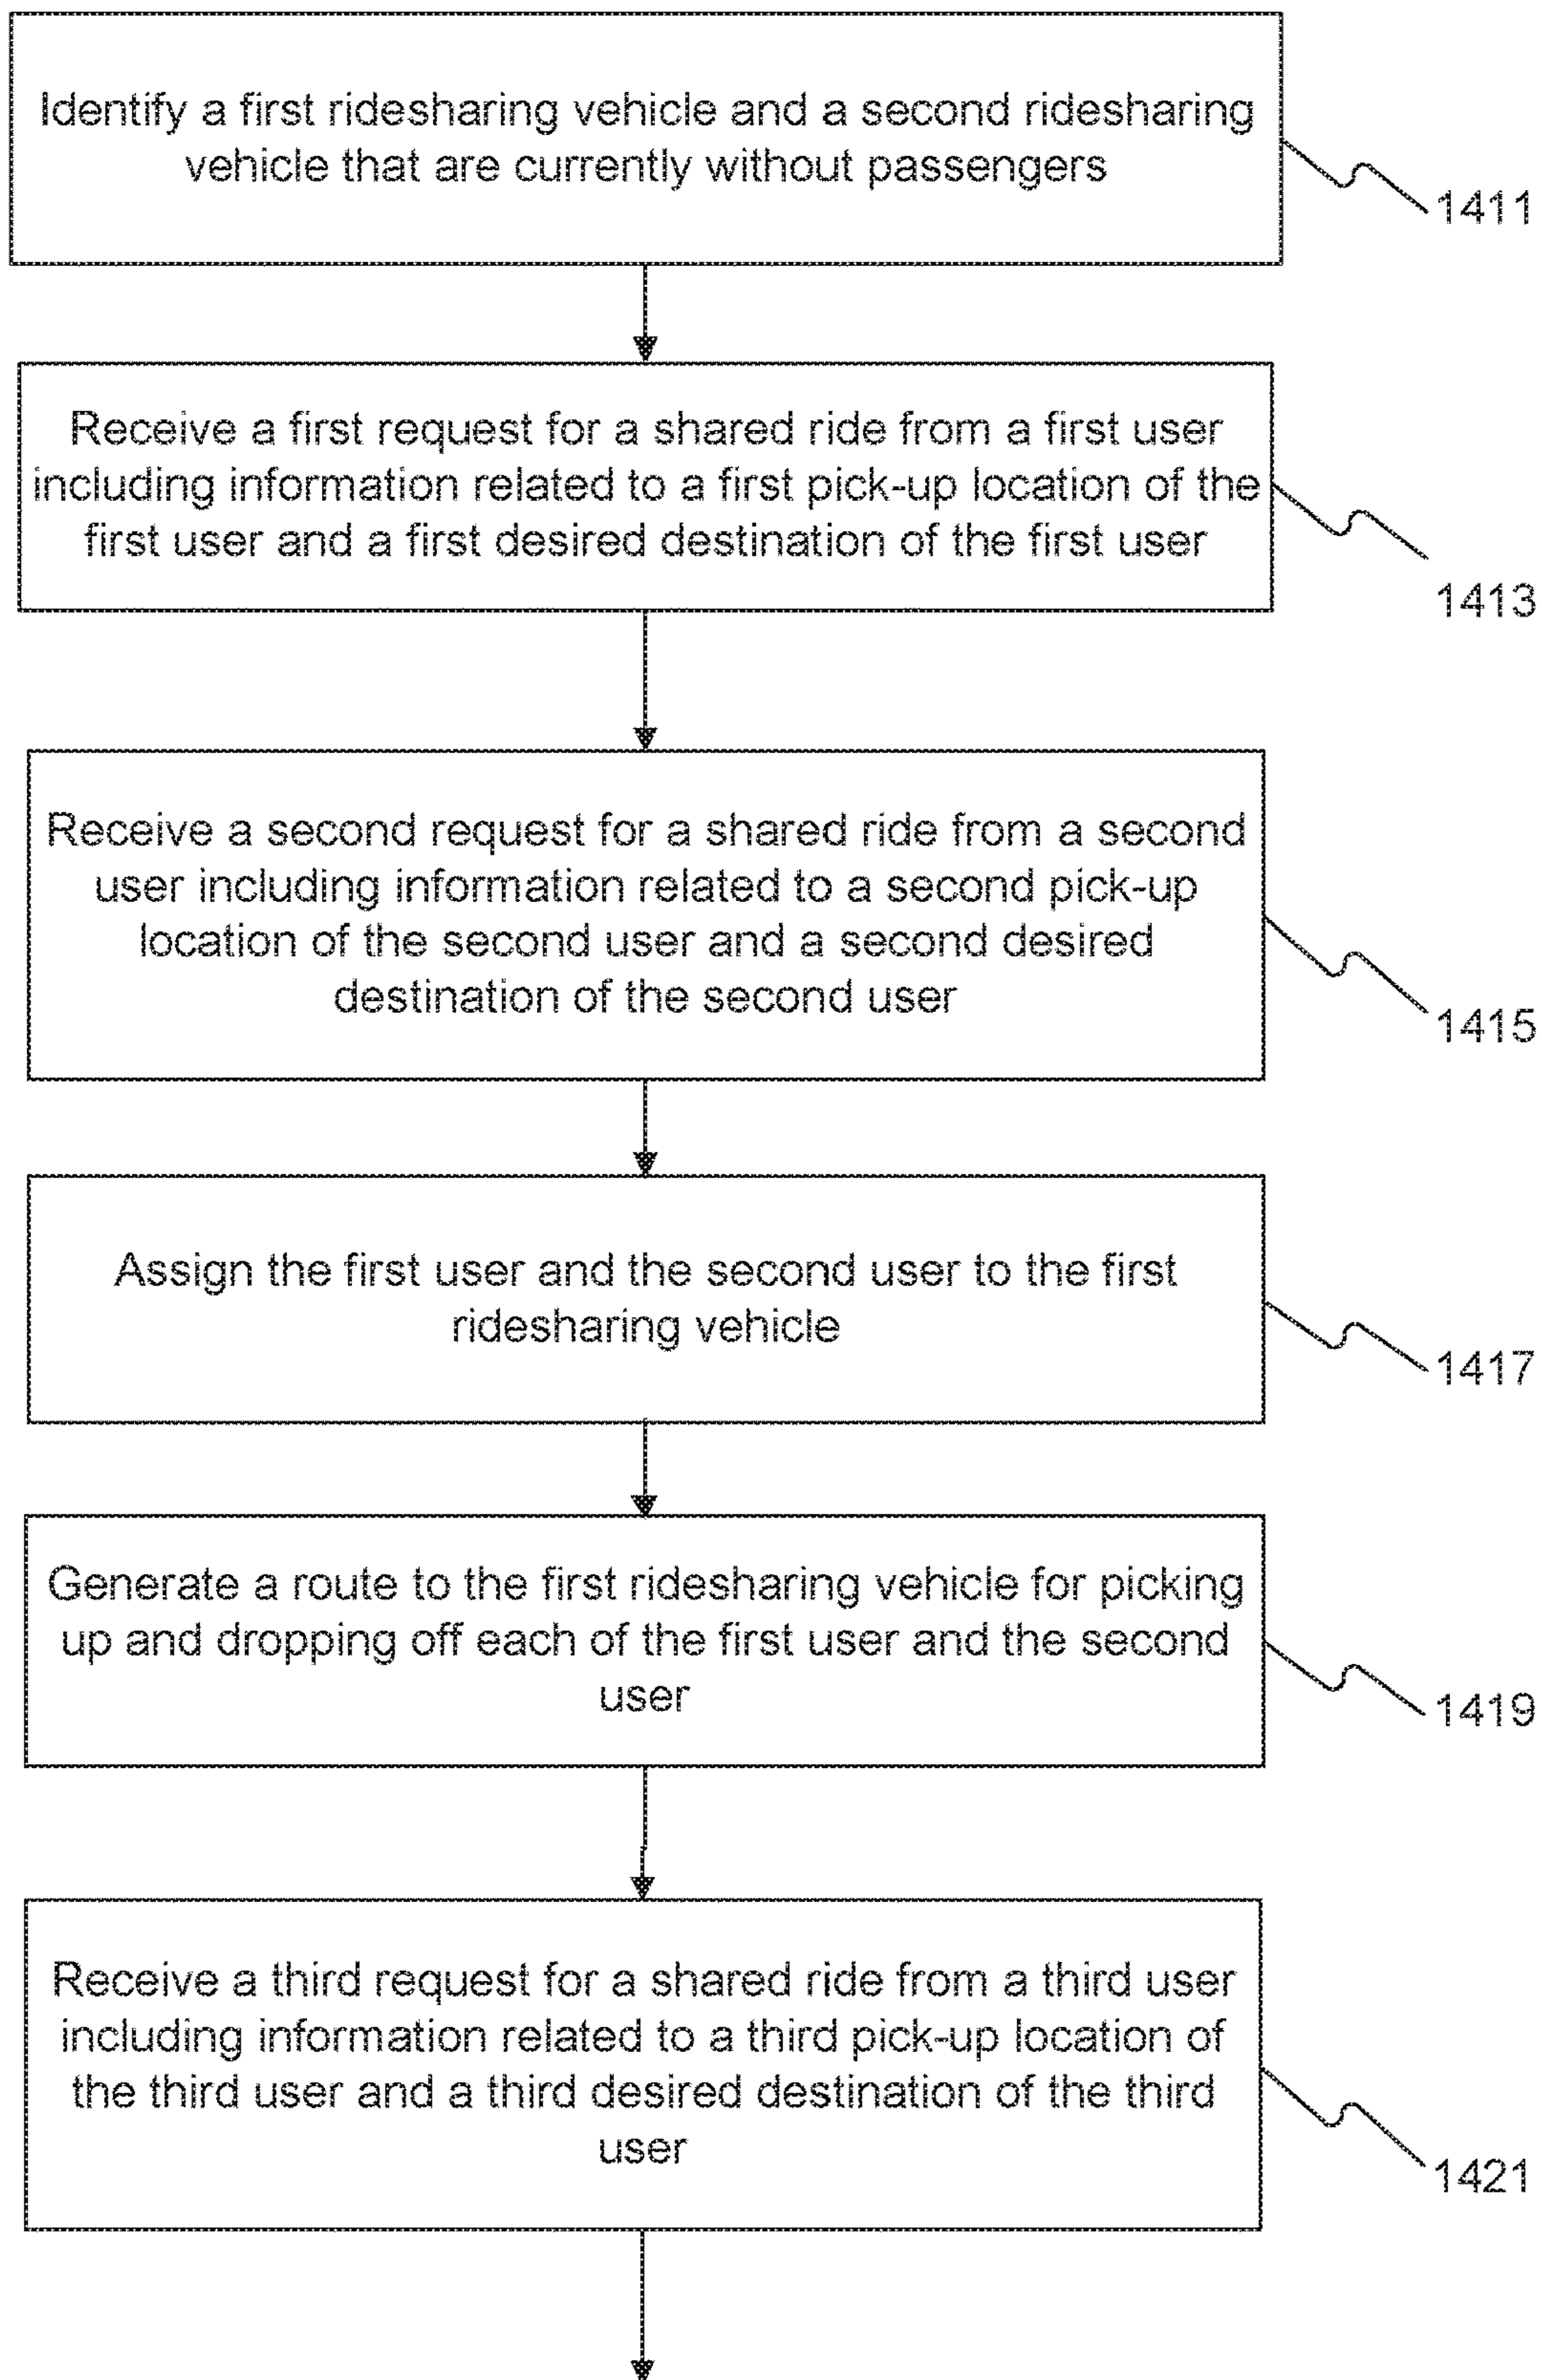 Identify a first ridesharing vehicle and a second ridesharing
vehicle that are currently without passengers
1411
Receive a first request for a shared ride from a first user
including information related to a first pick-up location of the
first user and a first desired destination of the first user
1413
Receive a second request for a shared ride from a second
user including information related to a second pick-up
location of the second user and a second desired
destination of the second user
1415
Assign the first user and the second user to the first
ridesharing vehicle
1417
Generate a route to the first ridesharing vehicle for picking
up and dropping off each of the first user and the second
user
1419
Receive a third request for a shared ride from a third user
including information related to a third pick-up location of
the third user and a third desired destination of the third
user
1421